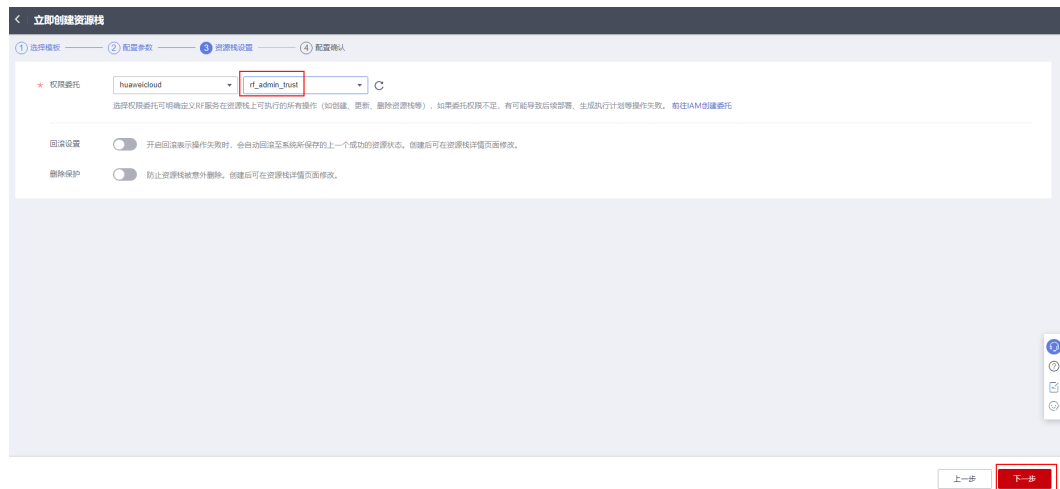 立即创建资源栈
1 选择模板 2 配置参数 3 资源栈设置 4 配置确认
* 权限委托 huaweicloud rf_admin_trust
选择权限委托可明确定义RF服务在资源栈上可执行的所有操作（如创建、更新、删除资源栈等），如果委托权限不足，有可能导致后续部署、生成执行计划等操作失败。 前往IAM创建委托
回滚设置 开启回滚表示操作失败时，会自动回滚至系统所保存的上一个成功的资源状态。创建后可在资源栈详情页面修改。
删除保护 防止资源栈被意外删除。创建后可在资源栈详情页面修改。
上一步 下一步